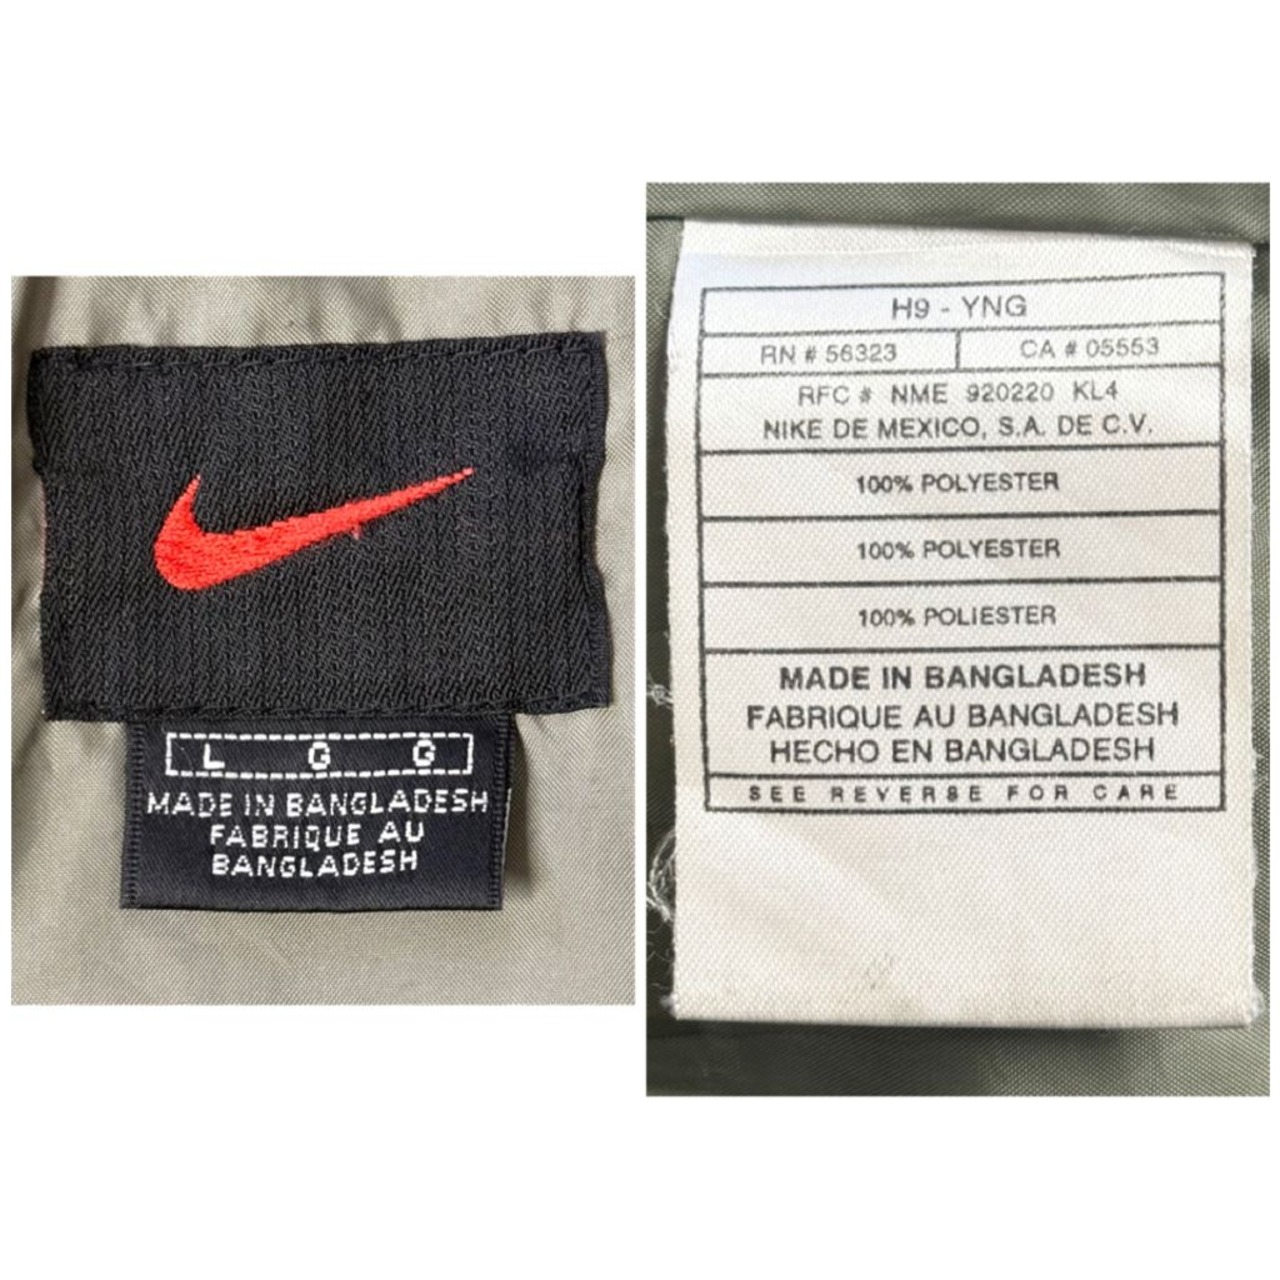 L G G
MADE IN BANGLADESH
FABRIQUE AU
BANGLADESH
H9 - YNG
RN # 56323 CA # 05553
RFC # NME 920220 KL4
NIKE DE MEXICO, S.A. DE C.V.
100% POLYESTER
100% POLYESTER
100% POLIESTER
MADE IN BANGLADESH
FABRIQUE AU BANGLADESH
HECHO EN BANGLADESH
SEE REVERSE FOR CARE